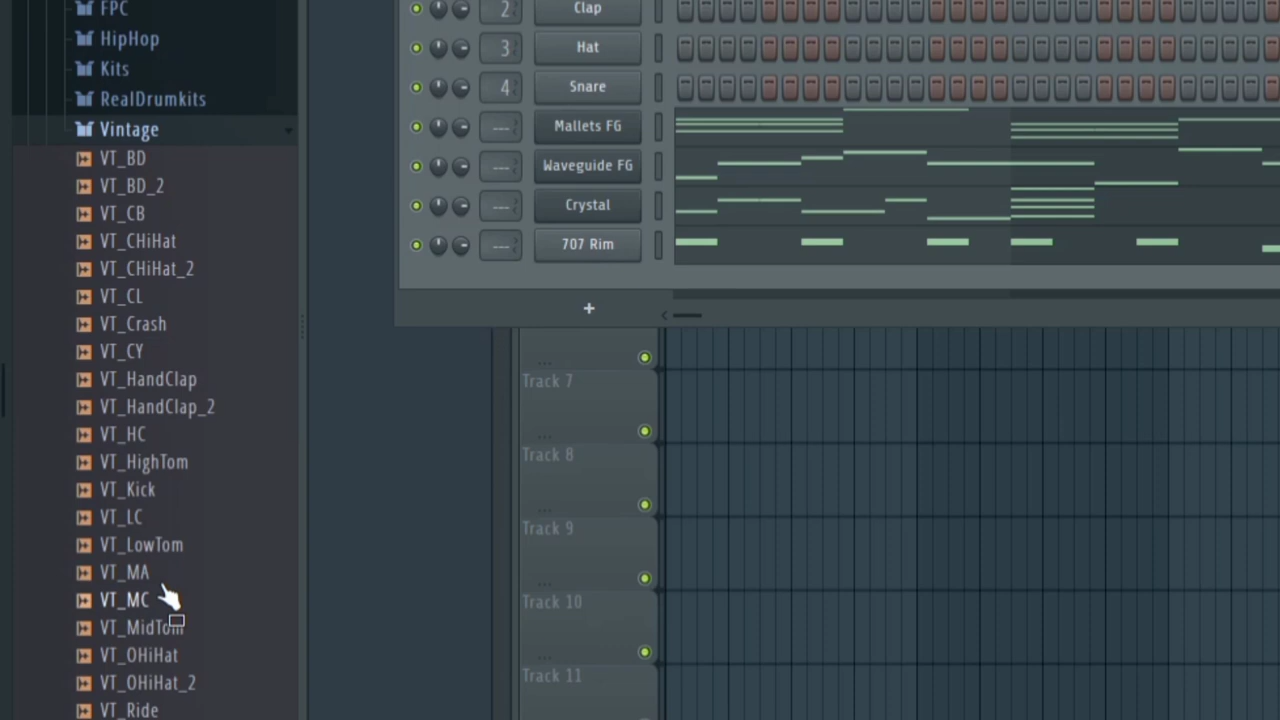 FPC
HipHop
Kits
RealDrumkits
Vintage
VT_BD
VT_BD_2
VT_CB
VT_CHiHat
VT_CHiHat_2
VT_CL
VT_Crash
VT_CY
VT_HandClap
VT_HandClap_2
VT_HC
VT_HighTom
VT_Kick
VT_LC
VT_LowTom
VT_MA
VT_MC
VT_MidTom
VT_OHiHat
VT_OHiHat_2
VT_Ride
2 Clap
3 Hat
4 Snare
--- Mallets FG
--- Waveguide FG
--- Crystal
--- 707 Rim
+
...
Track 7
...
Track 8
...
Track 9
...
Track 10
...
Track 11